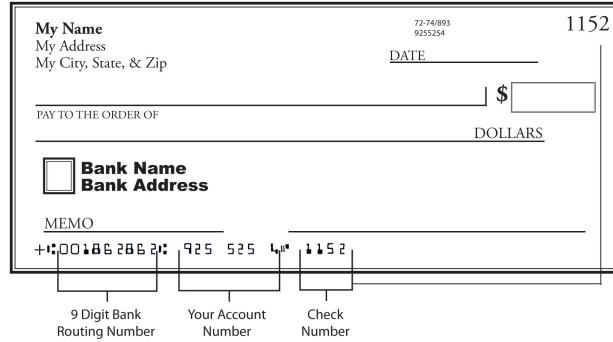 My Name
My Address
My City, State, & Zip
72-74/893
9255254
1152
DATE
$
PAY TO THE ORDER OF
DOLLARS
Bank Name
Bank Address
MEMO
⑆001862862⑆ 925 525 4⑈ 1152
9 Digit Bank
Routing Number
Your Account
Number
Check
Number